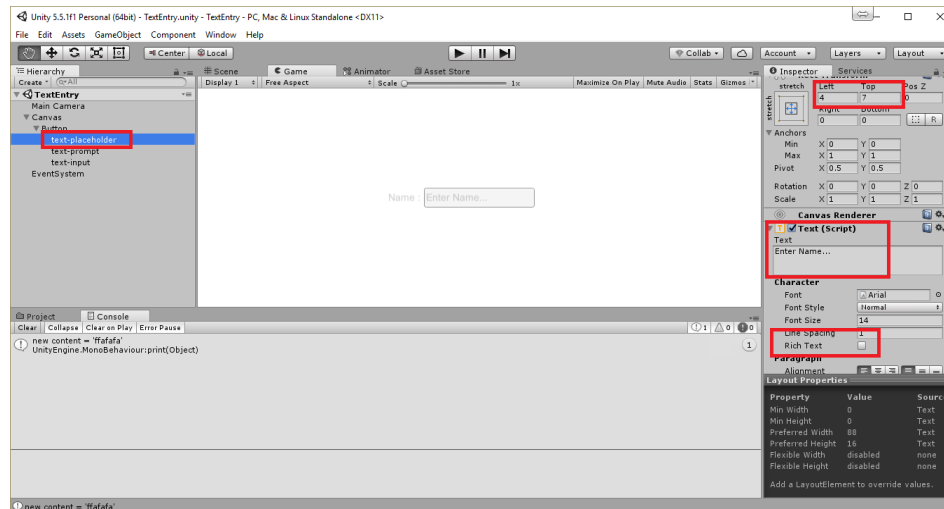 Unity 5.5.1f1 Personal (64bit) - TextEntry.unity - TextEntry - PC, Mac & Linux Standalone <DX11>
File Edit Assets GameObject Component Window Help
Center Local Collab Account Layers Layout
Hierarchy Scene Game Animator Asset Store Inspector Services
Create Q*All Display 1 Free Aspect Scale 1x Maximize On Play Mute Audio Stats Gizmos
TextEntry
Main Camera
Canvas
Button
text-placeholder
text-prompt
text-input
EventSystem
Name : Enter Name...
stretch Left Top Pos Z
stretch 4 7 0
Right Bottom
0 0 R
Anchors
Min X 0 Y 0
Max X 1 Y 1
Pivot X 0.5 Y 0.5
Rotation X 0 Y 0 Z 0
Scale X 1 Y 1 Z 1
Canvas Renderer
Text (Script)
Text
Enter Name...
Character
Font Arial
Font Style Normal
Font Size 14
Line Spacing 1
Rich Text
Paragraph
Alignment
Project Console
Clear Collapse Clear on Play Error Pause 1 0 0
new content = 'ffafafa'
UnityEngine.MonoBehaviour:print(Object)
1
Layout Properties
Property Value Sourc
Min Width 0 Text
Min Height 0 Text
Preferred Width 88 Text
Preferred Height 16 Text
Flexible Width disabled none
Flexible Height disabled none
Add a LayoutElement to override values.
new content = 'ffafafa'